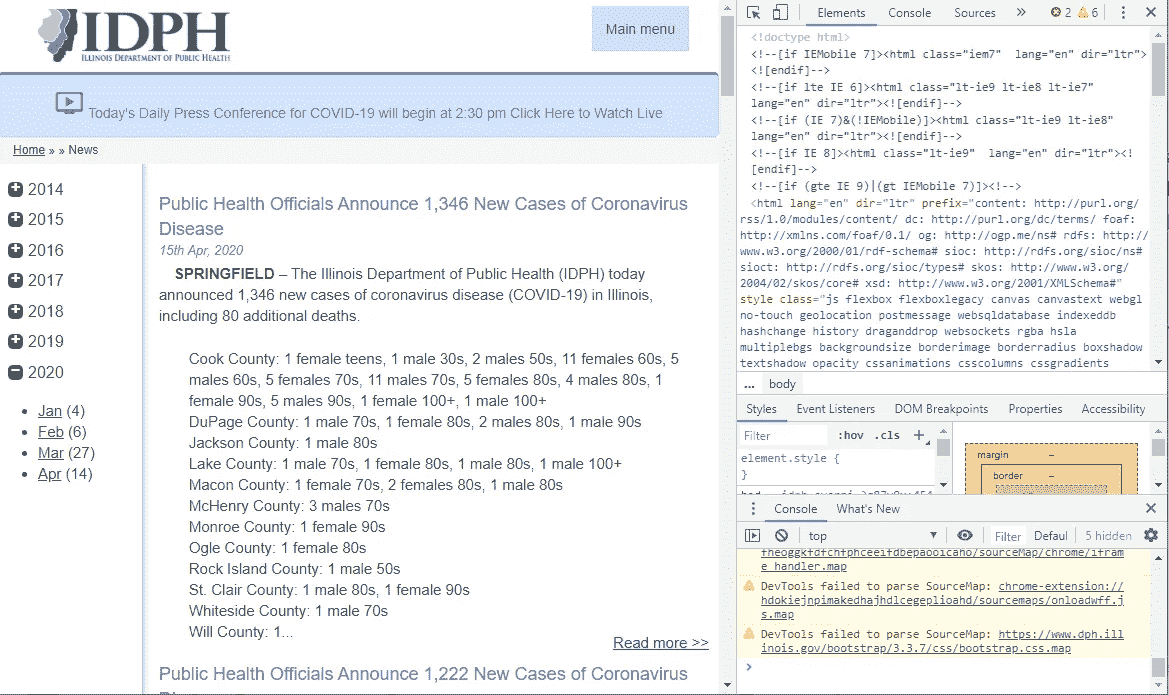 IDPH
ILLINOIS DEPARTMENT OF PUBLIC HEALTH
Main menu
Today's Daily Press Conference for COVID-19 will begin at 2:30 pm Click Here to Watch Live
Home » » News
2014
2015
2016
2017
2018
2019
2020
Jan (4)
Feb (6)
Mar (27)
Apr (14)
Public Health Officials Announce 1,346 New Cases of Coronavirus
Disease
15th Apr, 2020
SPRINGFIELD – The Illinois Department of Public Health (IDPH) today
announced 1,346 new cases of coronavirus disease (COVID-19) in Illinois,
including 80 additional deaths.
Cook County: 1 female teens, 1 male 30s, 2 males 50s, 11 females 60s, 5
males 60s, 5 females 70s, 11 males 70s, 5 females 80s, 4 males 80s, 1
female 90s, 5 males 90s, 1 female 100+, 1 male 100+
DuPage County: 1 male 70s, 1 female 80s, 2 males 80s, 1 male 90s
Jackson County: 1 male 80s
Lake County: 1 male 70s, 1 female 80s, 1 male 80s, 1 male 100+
Macon County: 1 female 70s, 2 females 80s, 1 male 80s
McHenry County: 3 males 70s
Monroe County: 1 female 90s
Ogle County: 1 female 80s
Rock Island County: 1 male 50s
St. Clair County: 1 male 80s, 1 female 90s
Whiteside County: 1 male 70s
Will County: 1...
Read more >>
Public Health Officials Announce 1,222 New Cases of Coronavirus
Elements Console Sources » 2 6
<!doctype html>
<!--[if IEMobile 7]><html class="iem7"  lang="en" dir="ltr">
<![endif]-->
<!--[if lte IE 6]><html class="lt-ie9 lt-ie8 lt-ie7"
lang="en" dir="ltr"><![endif]-->
<!--[if (IE 7)&(!IEMobile)]><html class="lt-ie9 lt-ie8"
lang="en" dir="ltr"><![endif]-->
<!--[if IE 8]><html class="lt-ie9"  lang="en" dir="ltr"><!
[endif]-->
<!--[if (gte IE 9)|(gt IEMobile 7)]><!-->
<html lang="en" dir="ltr" prefix="content: http://purl.org/
rss/1.0/modules/content/ dc: http://purl.org/dc/terms/ foaf:
http://xmlns.com/foaf/0.1/ og: http://ogp.me/ns# rdfs: http://
www.w3.org/2000/01/rdf-schema# sioc: http://rdfs.org/sioc/ns#
sioct: http://rdfs.org/sioc/types# skos: http://www.w3.org/
2004/02/skos/core# xsd: http://www.w3.org/2001/XMLSchema#"
style class="js flexbox flexboxlegacy canvas canvastext webgl
no-touch geolocation postmessage websqldatabase indexeddb
hashchange history draganddrop websockets rgba hsla
multiplebgs backgroundsize borderimage borderradius boxshadow
textshadow opacity cssanimations csscolumns cssgradients
... body
Styles Event Listeners DOM Breakpoints Properties Accessibility
Filter :hov .cls +
element.style {
}
margin –
border –
Console What's New
top Filter Defaul 5 hidden
fheoggkfdfchfphceeifdbepaooicaho/sourceMap/chrome/ifram
e_handler.map
DevTools failed to parse SourceMap: chrome-extension://
hdokiejnpimakedhajhdlcegeplioahd/sourcemaps/onloadwff.j
s.map
DevTools failed to parse SourceMap: https://www.dph.ill
inois.gov/bootstrap/3.3.7/css/bootstrap.css.map